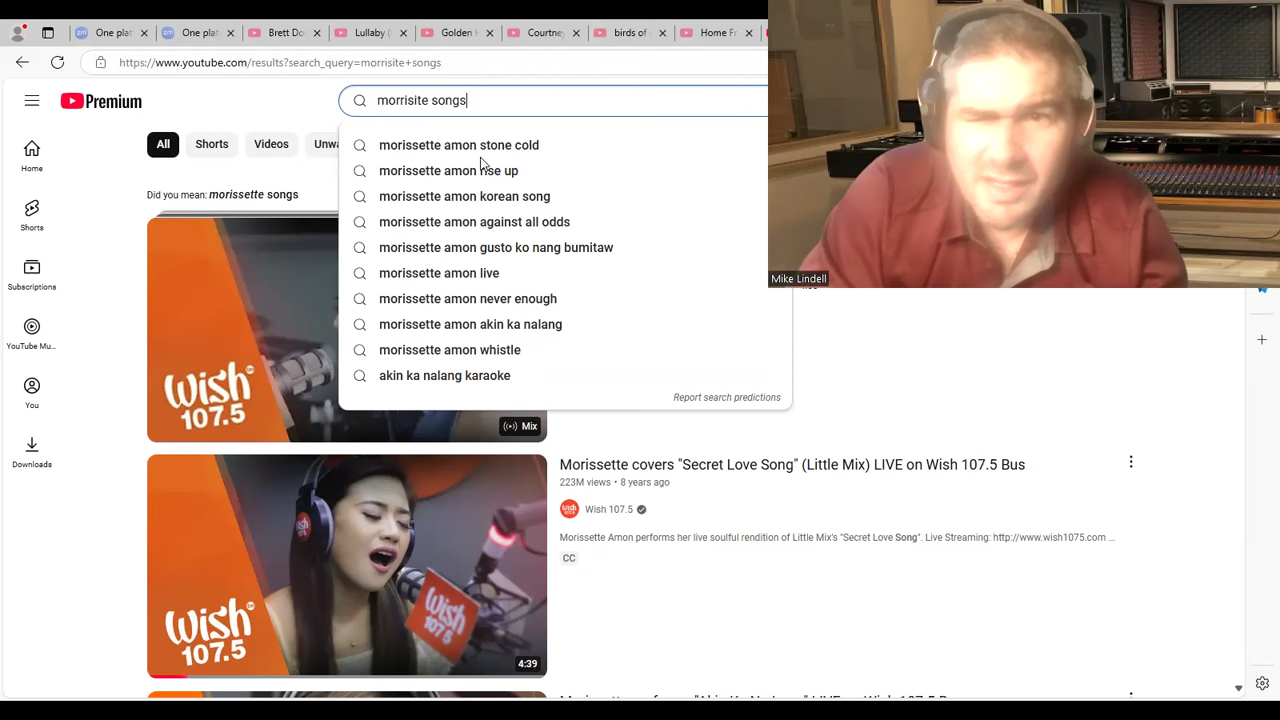 One plat
One plat
Brett Do
Lullaby (
Golden H
Courtney
birds of
Home Fr
https://www.youtube.com/results?search_query=morrisite+songs
Premium
morrisite songs
All
Shorts
Videos
Unwa
Home
Shorts
Subscriptions
YouTube Mu...
You
Downloads
Did you mean: morissette songs
morissette amon stone cold
morissette amon rise up
morissette amon korean song
morissette amon against all odds
morissette amon gusto ko nang bumitaw
morissette amon live
morissette amon never enough
morissette amon akin ka nalang
morissette amon whistle
akin ka nalang karaoke
Report search predictions
Mike Lindell
wish
107.5
Mix
Morissette covers "Secret Love Song" (Little Mix) LIVE on Wish 107.5 Bus
223M views • 8 years ago
Wish 107.5
Morissette Amon performs her live soulful rendition of Little Mix's "Secret Love Song". Live Streaming: http://www.wish1075.com ...
CC
wish
107.5
wish
107.5
4:39